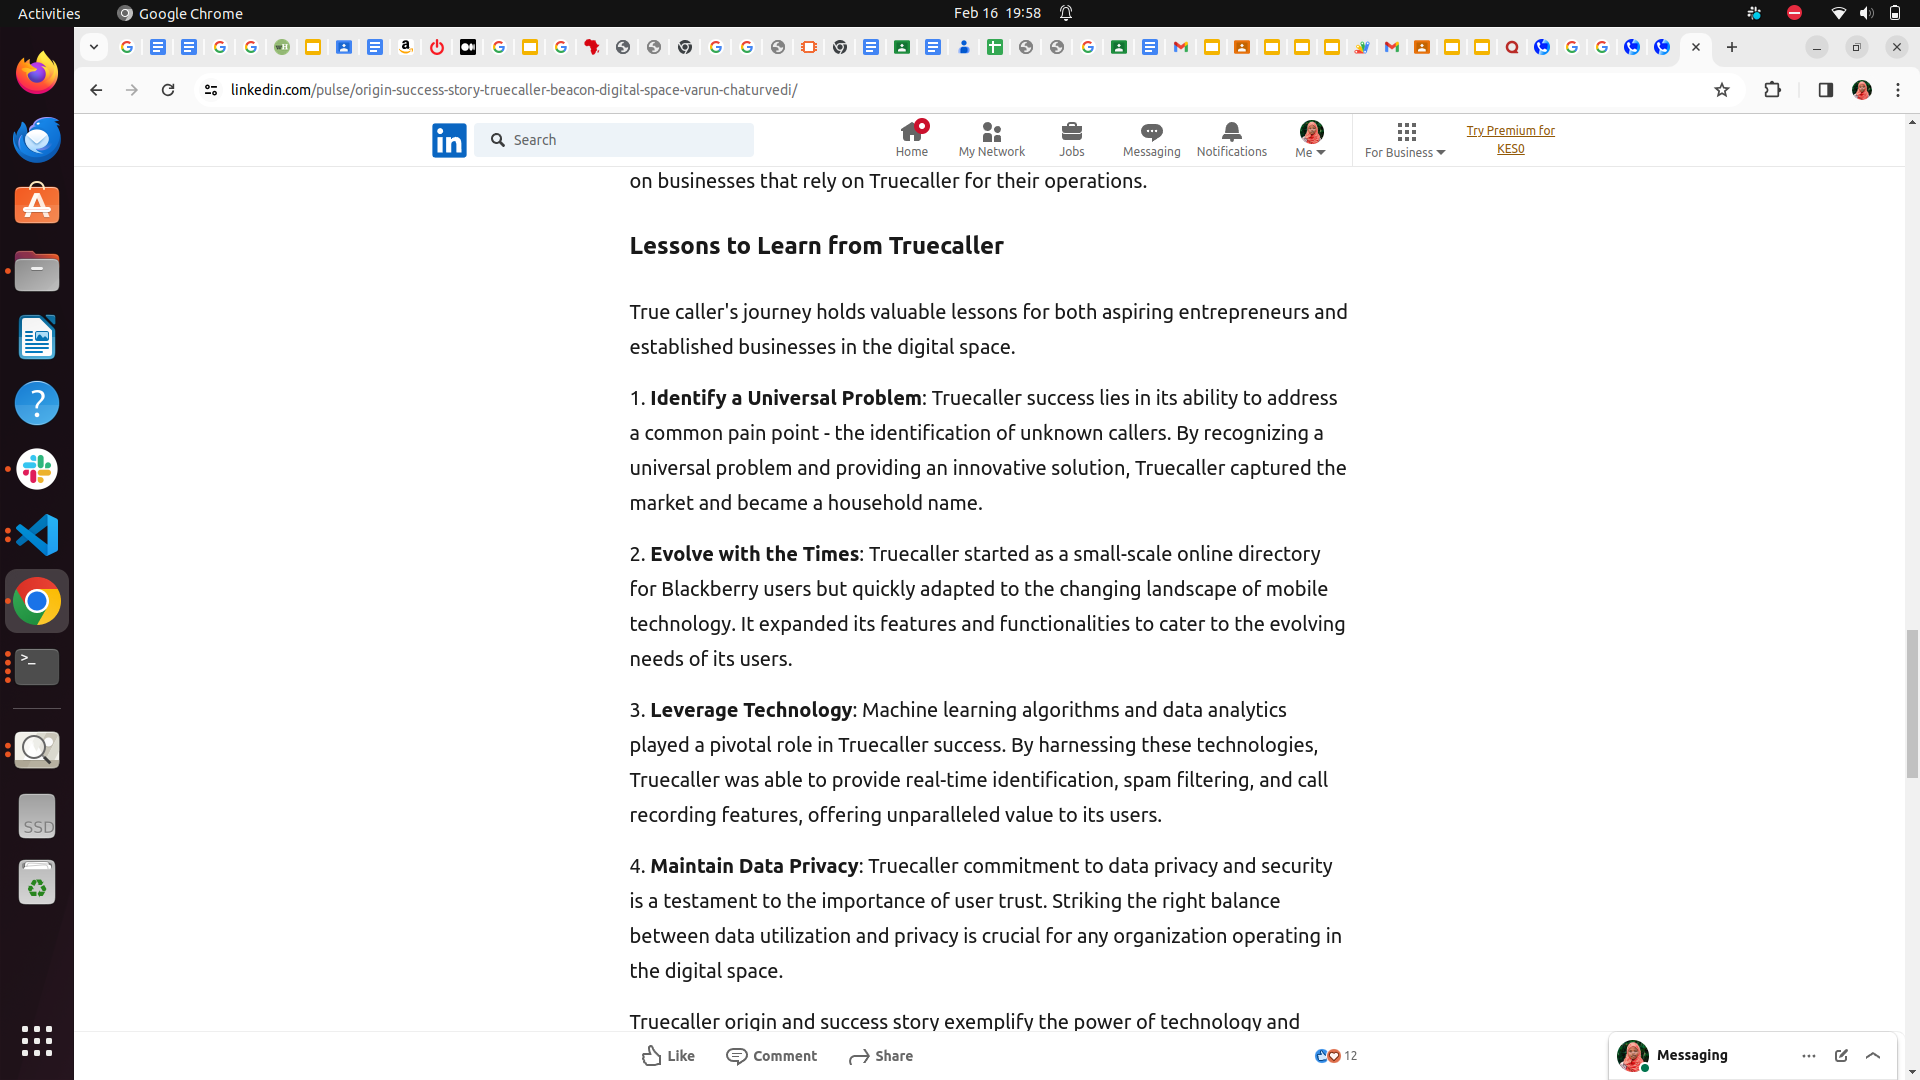 Activities
Google Chrome
Feb 16 19:58
linkedin.com/pulse/origin-success-story-truecaller-beacon-digital-space-varun-chaturvedi/
in
Search
Home
My Network
Jobs
Messaging
Notifications
Me
For Business
Try Premium for
KES0
on businesses that rely on Truecaller for their operations.
Lessons to Learn from Truecaller
True caller's journey holds valuable lessons for both aspiring entrepreneurs and
established businesses in the digital space.
1. Identify a Universal Problem: Truecaller success lies in its ability to address
a common pain point - the identification of unknown callers. By recognizing a
universal problem and providing an innovative solution, Truecaller captured the
market and became a household name.
2. Evolve with the Times: Truecaller started as a small-scale online directory
for Blackberry users but quickly adapted to the changing landscape of mobile
technology. It expanded its features and functionalities to cater to the evolving
needs of its users.
3. Leverage Technology: Machine learning algorithms and data analytics
played a pivotal role in Truecaller success. By harnessing these technologies,
Truecaller was able to provide real-time identification, spam filtering, and call
recording features, offering unparalleled value to its users.
4. Maintain Data Privacy: Truecaller commitment to data privacy and security
is a testament to the importance of user trust. Striking the right balance
between data utilization and privacy is crucial for any organization operating in
the digital space.
Truecaller origin and success story exemplify the power of technology and
Like
Comment
Share
12
Messaging
SSD